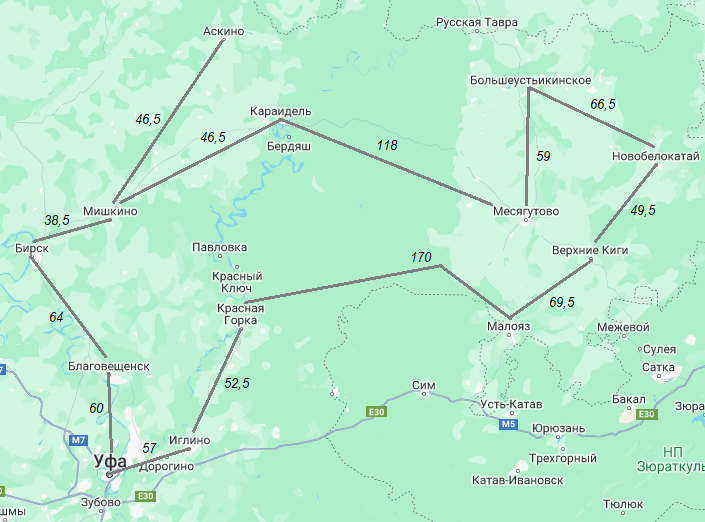 Русская Тавра
Аскино
Большеустьикинское
66,5
46,5
Караидель
46,5
Бердяш
118
59
Новобелокатай
Мишкино
Месягутово
49,5
38,5
Бирск
Павловка
170
Верхние Киги
Красный
Ключ
69,5
Красная
Горка
64
Малояз
Межевой
Сулея
Благовещенск
52,5
Сатка
Сим
60
E30
Усть-Катав
Бакал
E30
M5
Зюра
57
Иглино
M7
Юрюзань
Уфа
Дорогино
Трехгорный
НП
Зюраткуль
Катав-Ивановск
E30
Зубово
шмы
Тюлюк